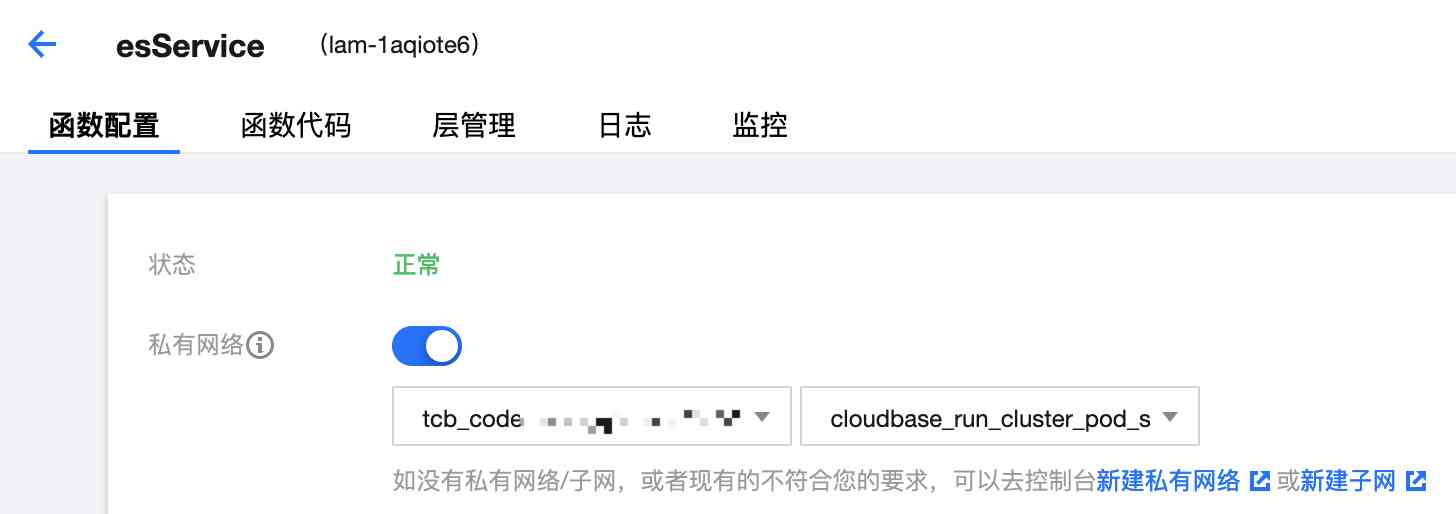 esService （lam-1aqiote6）
函数配置 函数代码 层管理 日志 监控
状态 正常
私有网络
tcb_code cloudbase_run_cluster_pod_s
如没有私有网络/子网，或者现有的不符合您的要求，可以去控制台新建私有网络 或新建子网